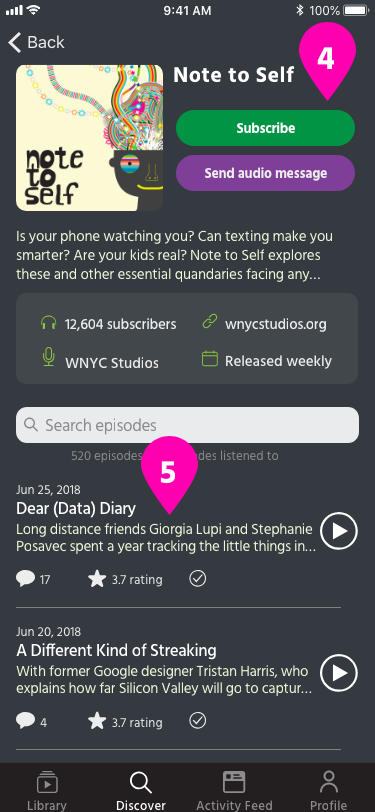 9:41 AM
100%
Back
note
to
self
Note to Self
4
Subscribe
Send audio message
Is your phone watching you? Can texting make you
smarter? Are your kids real? Note to Self explores
these and other essential quandaries facing any...
12,604 subscribers
wnycstudios.org
WNYC Studios
Released weekly
Search episodes
520 episodes
des listened to
5
Jun 25, 2018
Dear (Data) Diary
Long distance friends Giorgia Lupi and Stephanie
Posavec spent a year tracking the little things in...
17
3.7 rating
Jun 20, 2018
A Different Kind of Streaking
With former Google designer Tristan Harris, who
explains how far Silicon Valley will go to captur...
4
3.7 rating
Library
Discover
Activity Feed
Profile